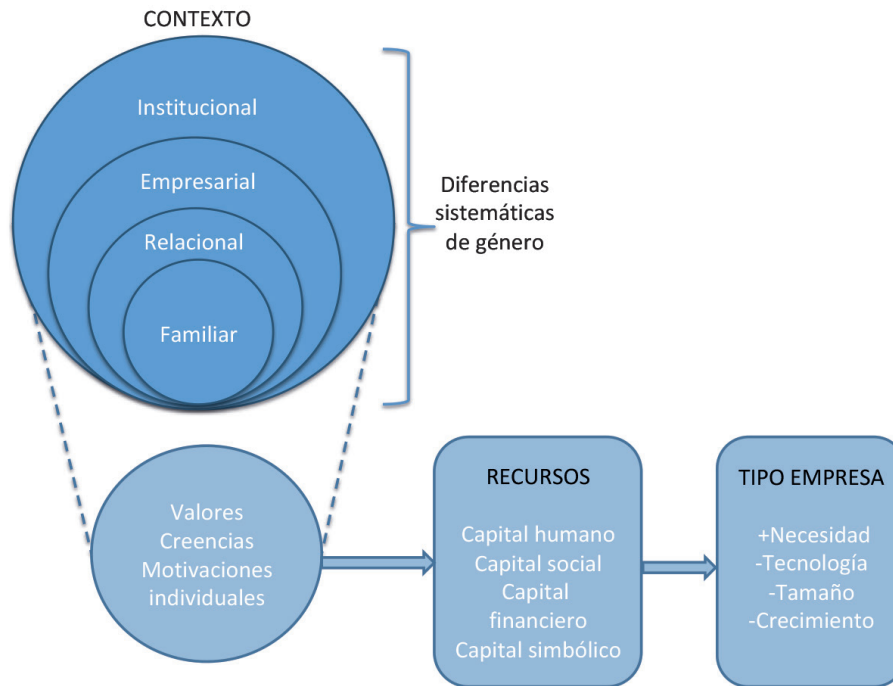 CONTEXTO
Institucional
Empresarial
Relacional
Familiar
Diferencias
sistemáticas
de género
Valores
Creencias
Motivaciones
individuales
RECURSOS
Capital humano
Capital social
Capital
financiero
Capital simbólico
TIPO EMPRESA
+Necesidad
-Tecnología
-Tamaño
-Crecimiento